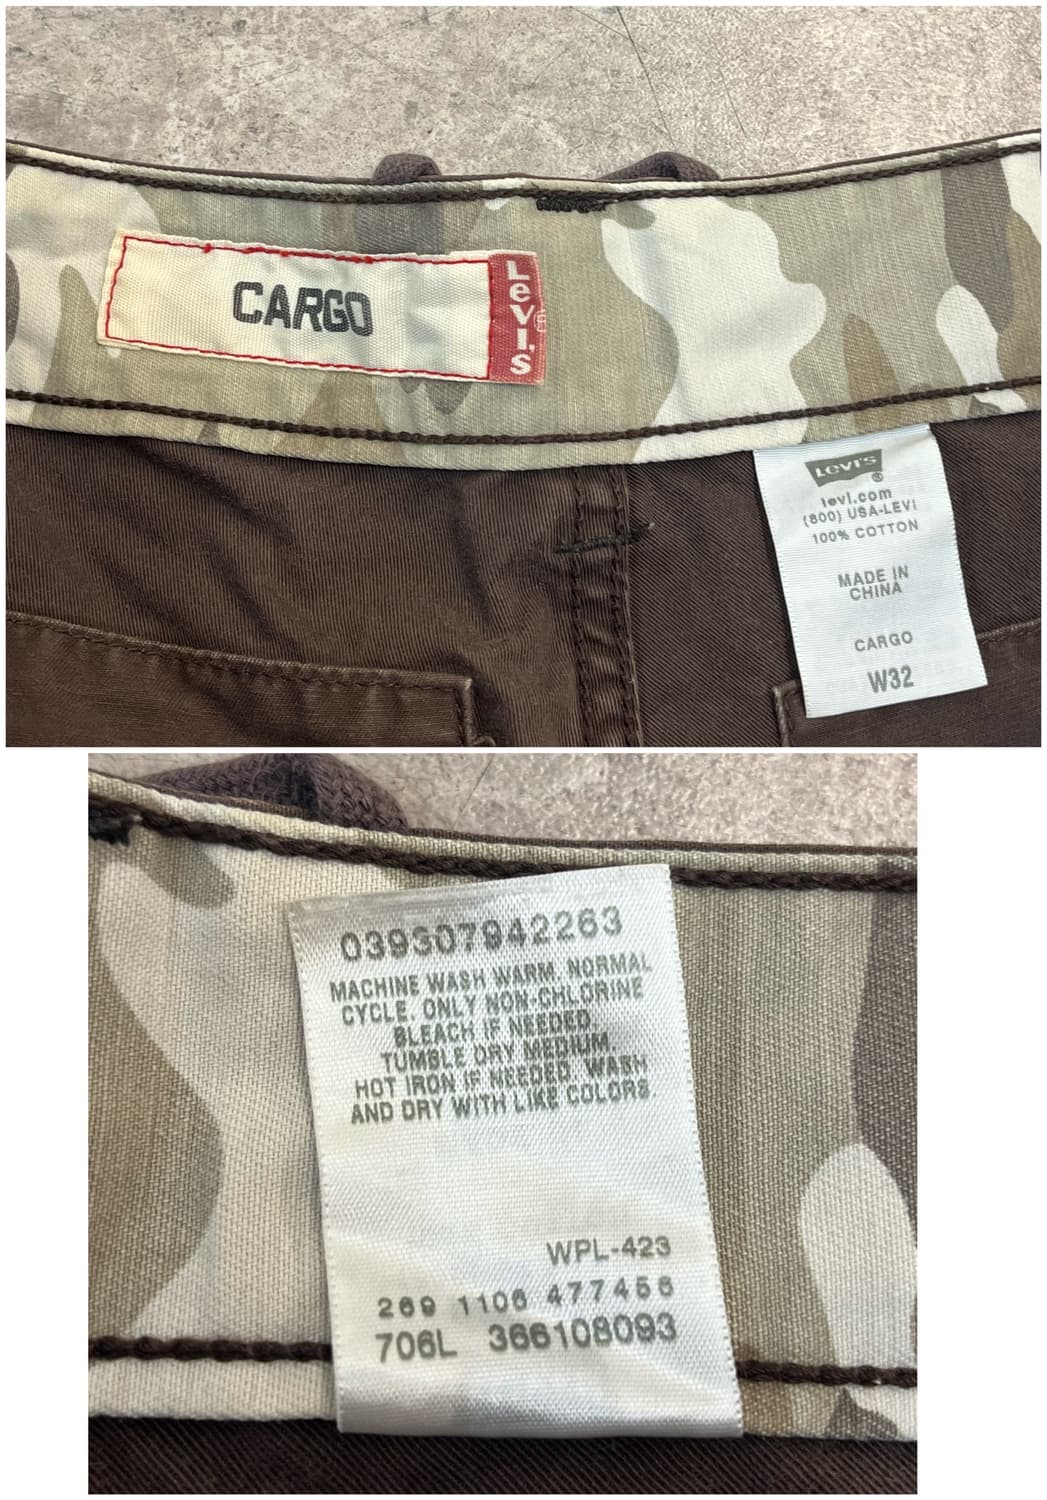 CARGO
Levi's
Levi's
®
levi.com
(800) USA-LEVI
100% COTTON
MADE IN
CHINA
CARGO
W32
039307942263
MACHINE WASH WARM, NORMAL
CYCLE. ONLY NON-CHLORINE
BLEACH IF NEEDED.
TUMBLE DRY MEDIUM.
HOT IRON IF NEEDED. WASH
AND DRY WITH LIKE COLORS
WPL-423
269 1106 477456
706L 366108093